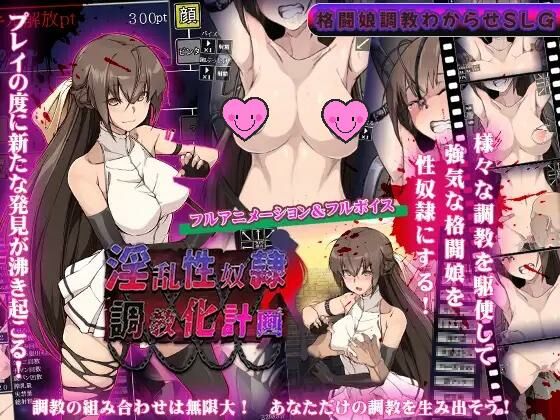 解放pt 300pt
顔
格闘娘調教わからせSLG
プレイの度に新たな発見が沸き起こる!
様々な調教を駆使して
強気な格闘娘を
性奴隷にする!
フルアニメーション&フルボイス
淫乱性奴隷
調教化計画
調教の組み合わせは無限大! あなただけの調教を生み出そう!